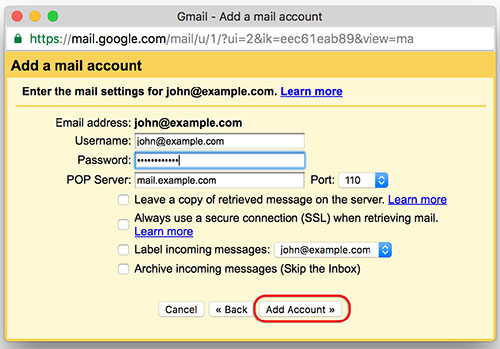 Gmail - Add a mail account
https://mail.google.com/mail/u/1/?ui=2&ik=eec61eab89&view=ma
Add a mail account
Enter the mail settings for john@example.com. Learn more
Email address: john@example.com
Username: john@example.com
Password: ••••••••••••
POP Server: mail.example.com Port: 110
Leave a copy of retrieved message on the server. Learn more
Always use a secure connection (SSL) when retrieving mail.
Learn more
Label incoming messages: john@example.com
Archive incoming messages (Skip the Inbox)
Cancel « Back Add Account »